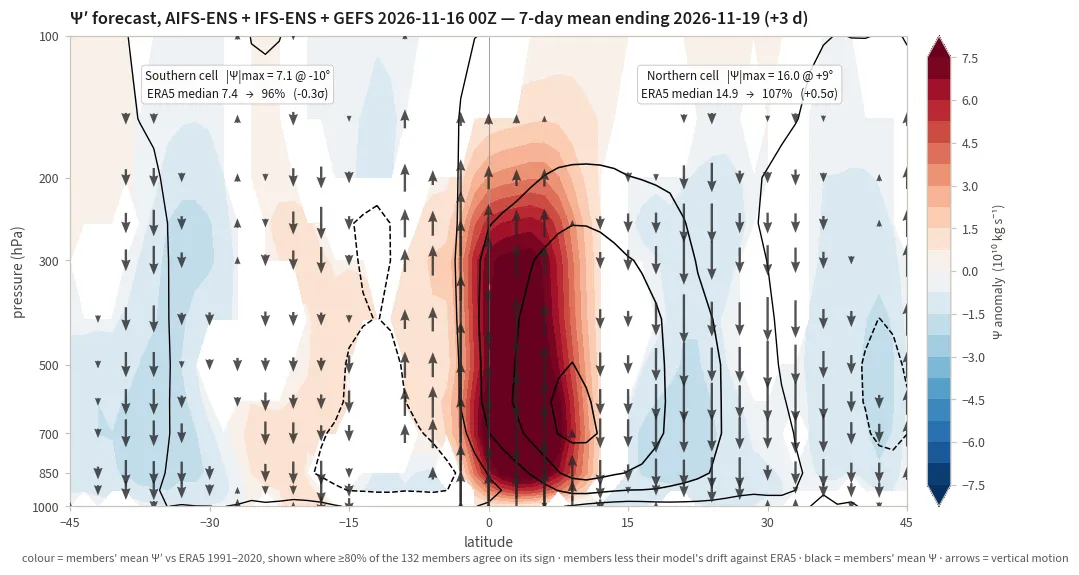 Ψ′ forecast, AIFS-ENS + IFS-ENS + GEFS 2026-11-16 00Z — 7-day mean ending 2026-11-19 (+3 d)
Southern cell |Ψ|max = 7.1 @ -10°
ERA5 median 7.4 → 96% (-0.3σ)
Northern cell |Ψ|max = 16.0 @ +9°
ERA5 median 14.9 → 107% (+0.5σ)
pressure (hPa)
100
200
300
400
500
700
850
1000
−45
−30
−15
0
15
30
45
latitude
7.5
6.0
4.5
3.0
1.5
0.0
−1.5
−3.0
−4.5
−6.0
−7.5
Ψ anomaly (10¹⁰ kg s⁻¹)
colour = members' mean Ψ′ vs ERA5 1991–2020, shown where ≥80% of the 132 members agree on its sign · members less their model's drift against ERA5 · black = members' mean Ψ · arrows = vertical motion